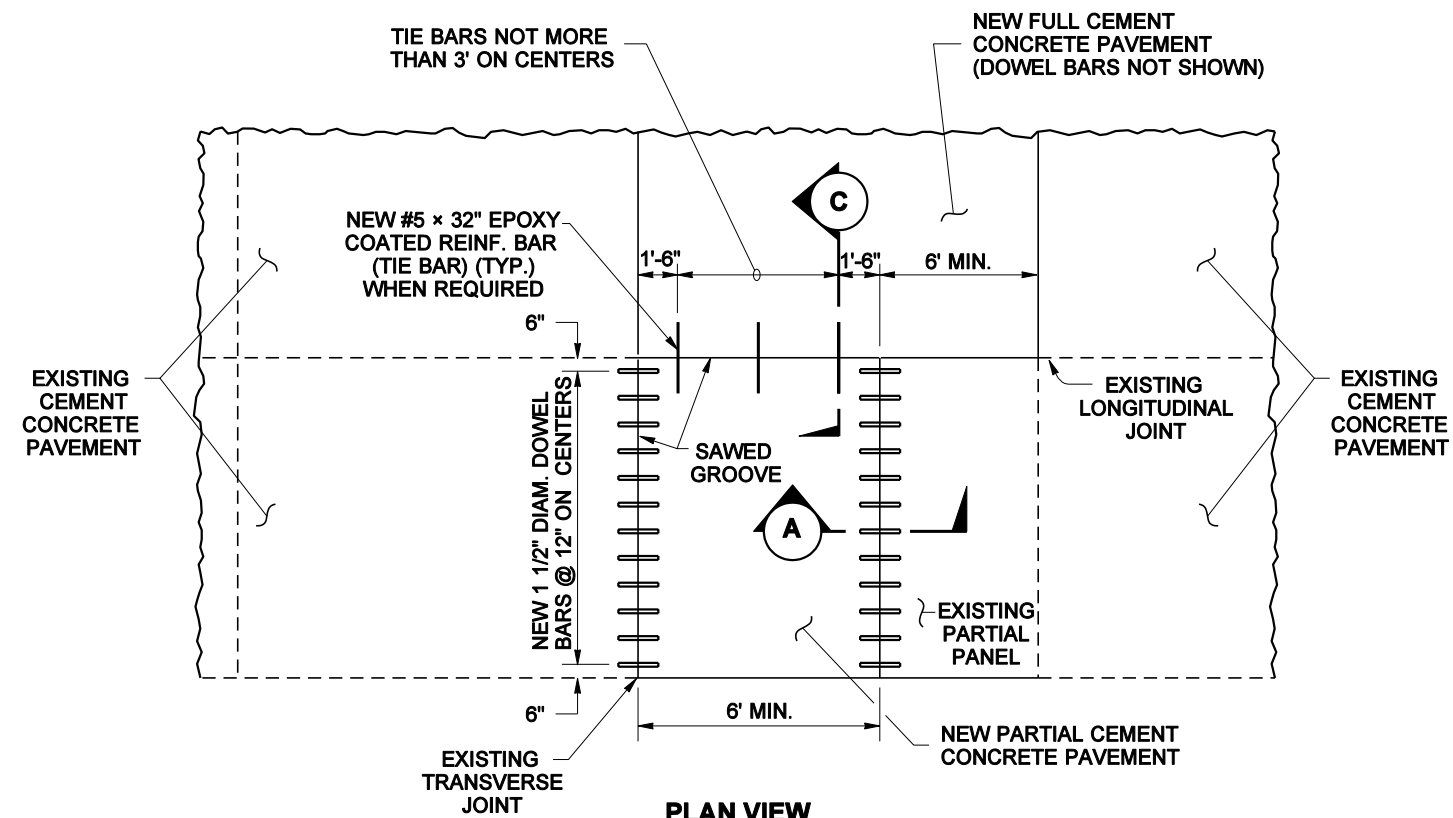 TIE BARS NOT MORE
THAN 3' ON CENTERS
NEW FULL CEMENT
CONCRETE PAVEMENT
(DOWEL BARS NOT SHOWN)
C
NEW #5 × 32" EPOXY
COATED REINF. BAR
(TIE BAR) (TYP.)
WHEN REQUIRED
1'-6"
1'-6"
6' MIN.
6"
EXISTING
CEMENT
CONCRETE
PAVEMENT
NEW 1 1/2" DIAM. DOWEL
BARS @ 12" ON CENTERS
SAWED
GROOVE
EXISTING
LONGITUDINAL
JOINT
EXISTING
CEMENT
CONCRETE
PAVEMENT
A
EXISTING
PARTIAL
PANEL
6"
6' MIN.
EXISTING
TRANSVERSE
JOINT
NEW PARTIAL CEMENT
CONCRETE PAVEMENT
PLAN VIEW